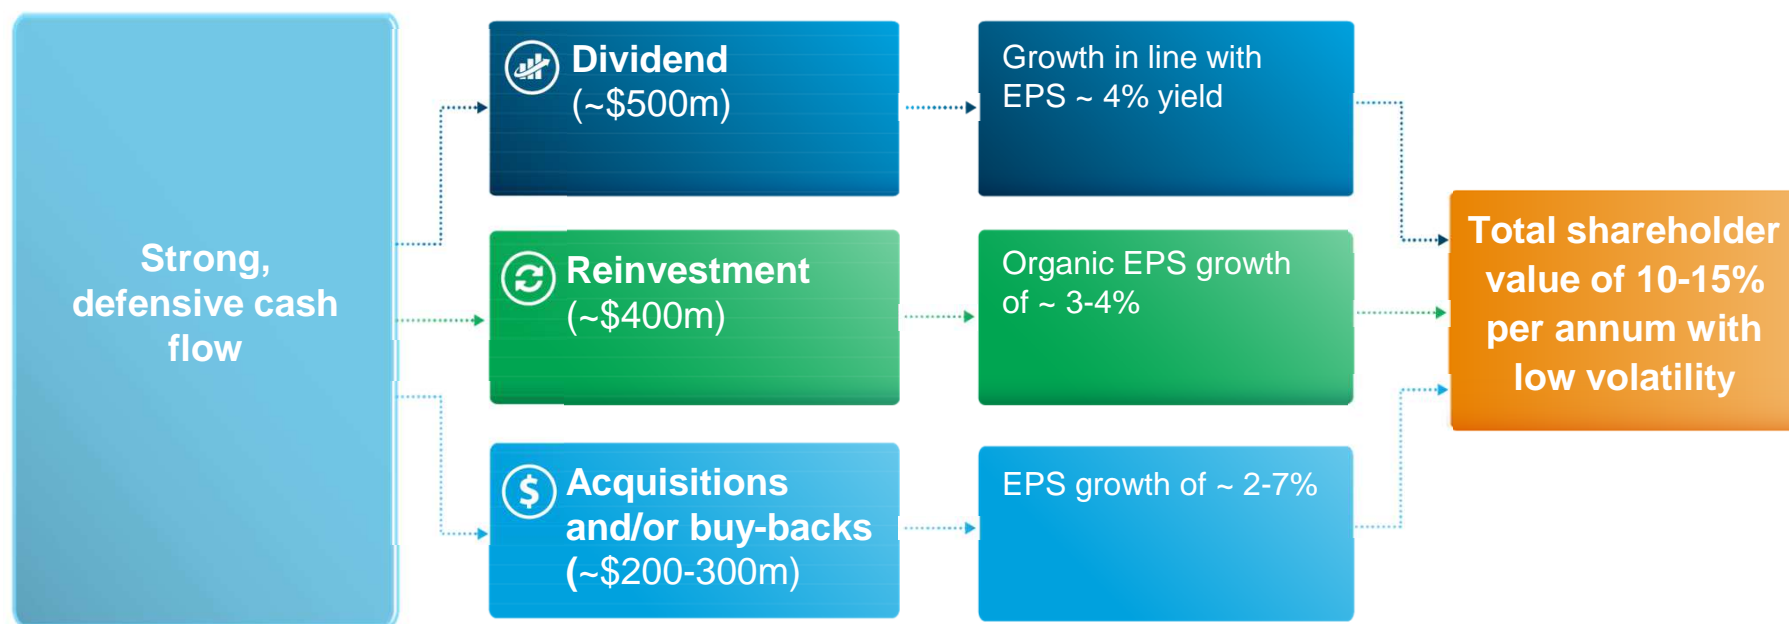 Strong,
defensive cash
flow
Dividend
(~$500m)
Growth in line with
EPS ~ 4% yield
Reinvestment
(~$400m)
Organic EPS growth
of ~ 3-4%
$
Acquisitions
and/or buy-backs
(~$200-300m)
EPS growth of ~ 2-7%
Total shareholder
value of 10-15%
per annum with
low volatility